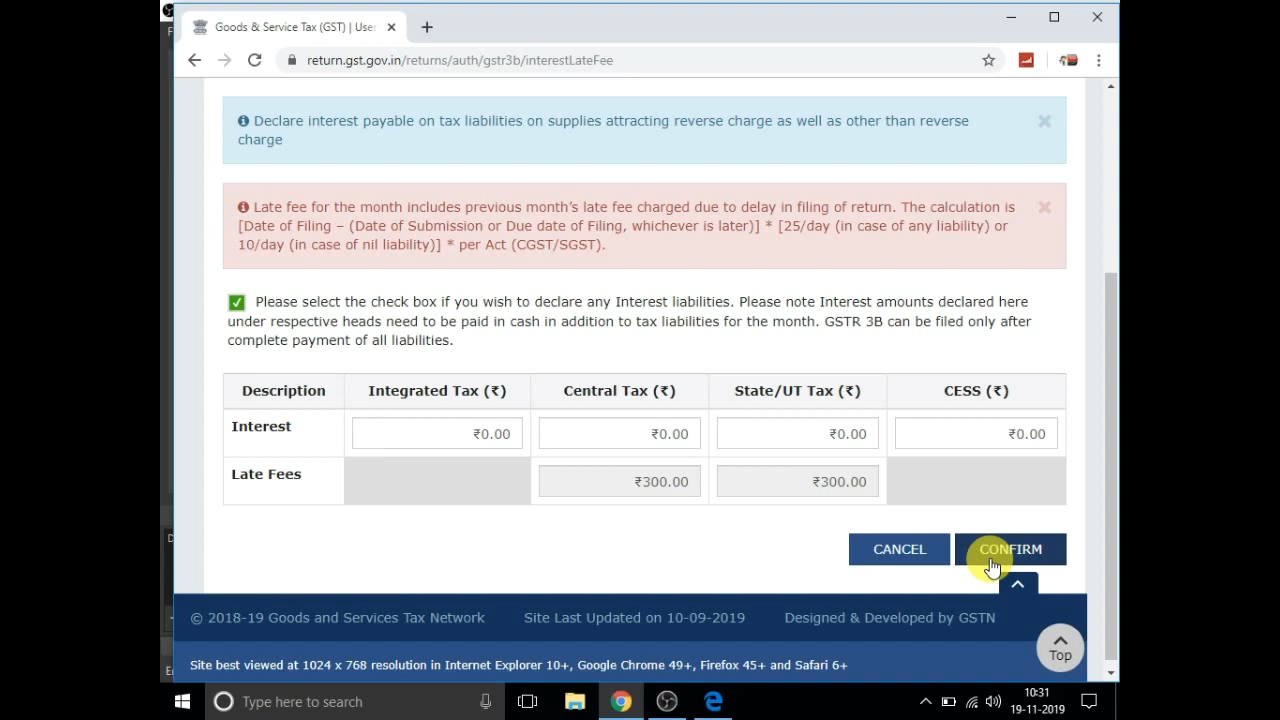 Goods & Service Tax (GST) | User
return.gst.gov.in/returns/auth/gstr3b/interestLateFee
Declare interest payable on tax liabilities on supplies attracting reverse charge as well as other than reverse
charge
Late fee for the month includes previous month's late fee charged due to delay in filing of return. The calculation is
[Date of Filing – (Date of Submission or Due date of Filing, whichever is later)] * [25/day (in case of any liability) or
10/day (in case of nil liability)] * per Act (CGST/SGST).
Please select the check box if you wish to declare any Interest liabilities. Please note Interest amounts declared here
under respective heads need to be paid in cash in addition to tax liabilities for the month. GSTR 3B can be filed only after
complete payment of all liabilities.
Description Integrated Tax (₹) Central Tax (₹) State/UT Tax (₹) CESS (₹)
Interest ₹0.00 ₹0.00 ₹0.00 ₹0.00
Late Fees ₹300.00 ₹300.00
CANCEL CONFIRM
© 2018-19 Goods and Services Tax Network Site Last Updated on 10-09-2019 Designed & Developed by GSTN
Top
Site best viewed at 1024 x 768 resolution in Internet Explorer 10+, Google Chrome 49+, Firefox 45+ and Safari 6+
Type here to search
10:31
19-11-2019